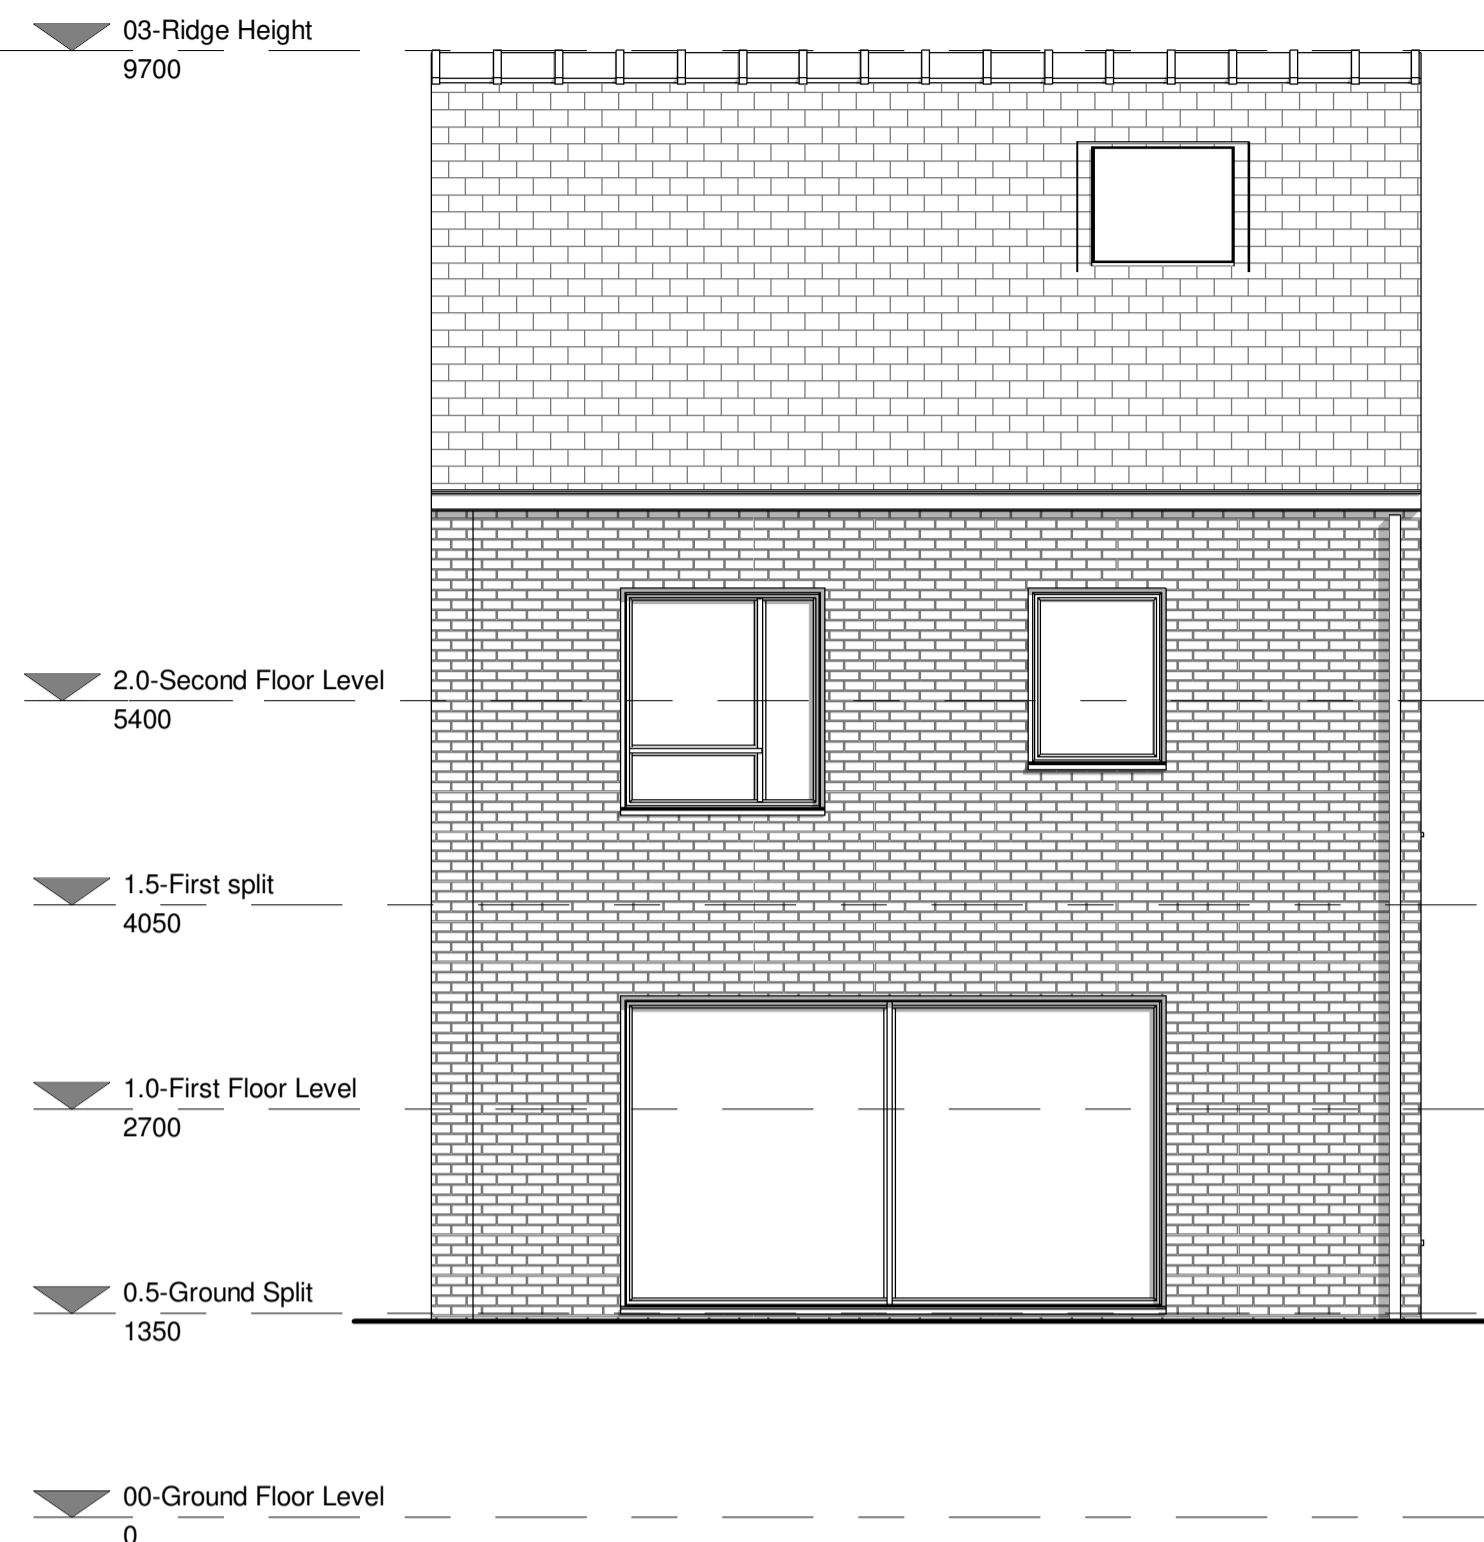 03-Ridge Height
9700
2.0-Second Floor Level
5400
1.5-First split
4050
1.0-First Floor Level
2700
0.5-Ground Split
1350
00-Ground Floor Level
0